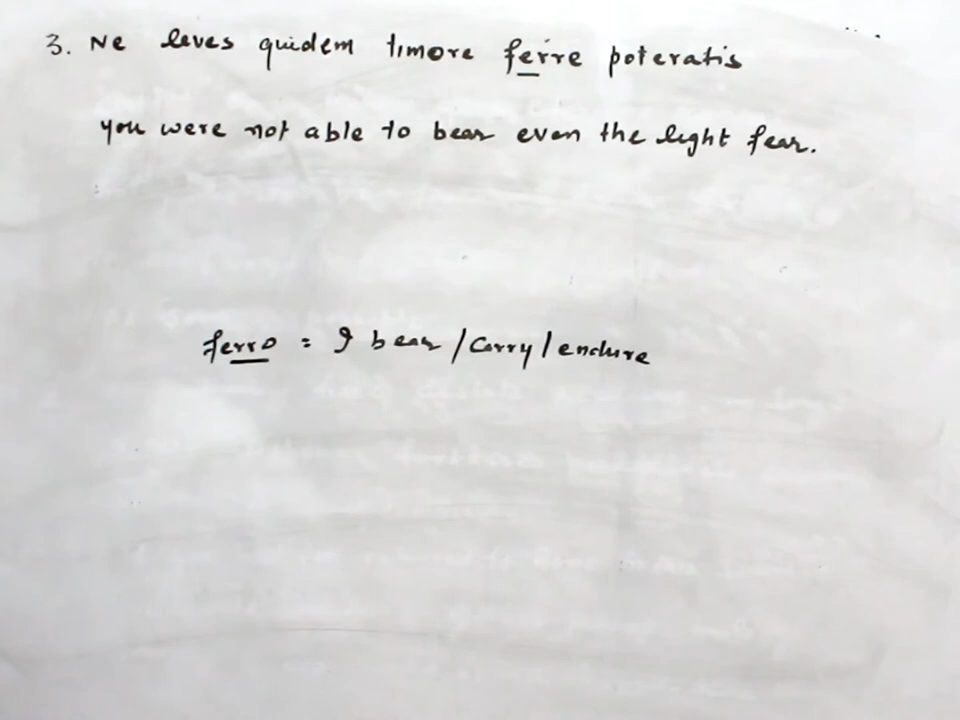 3. Ne leves quidem timore ferre poteratis
you were not able to bear even the light fear.
ferro = I bear / Carry / endure